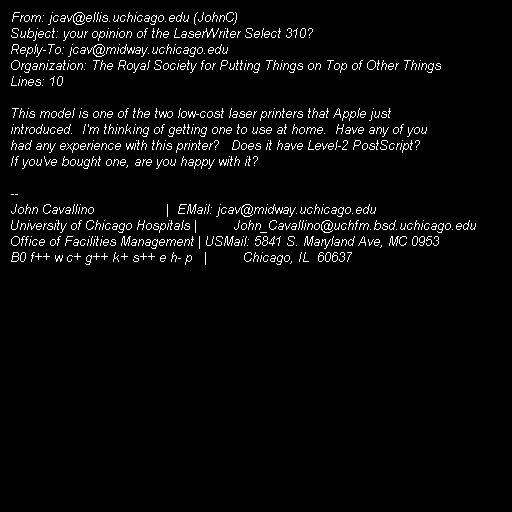 From: jcav@ellis.uchicago.edu (JohnC)
Subject: your opinion of the LaserWriter Select 310?
Reply-To: jcav@midway.uchicago.edu
Organization: The Royal Society for Putting Things on Top of Other Things
Lines: 10

This model is one of the two low-cost laser printers that Apple just
introduced.  I'm thinking of getting one to use at home.  Have any of you
had any experience with this printer?   Does it have Level-2 PostScript?
If you've bought one, are you happy with it?

--
John Cavallino                    |  EMail: jcav@midway.uchicago.edu
University of Chicago Hospitals |          John_Cavallino@uchfm.bsd.uchicago.edu
Office of Facilities Management | USMail: 5841 S. Maryland Ave, MC 0953
B0 f++ w c+ g++ k+ s++ e h- p   |          Chicago, IL  60637